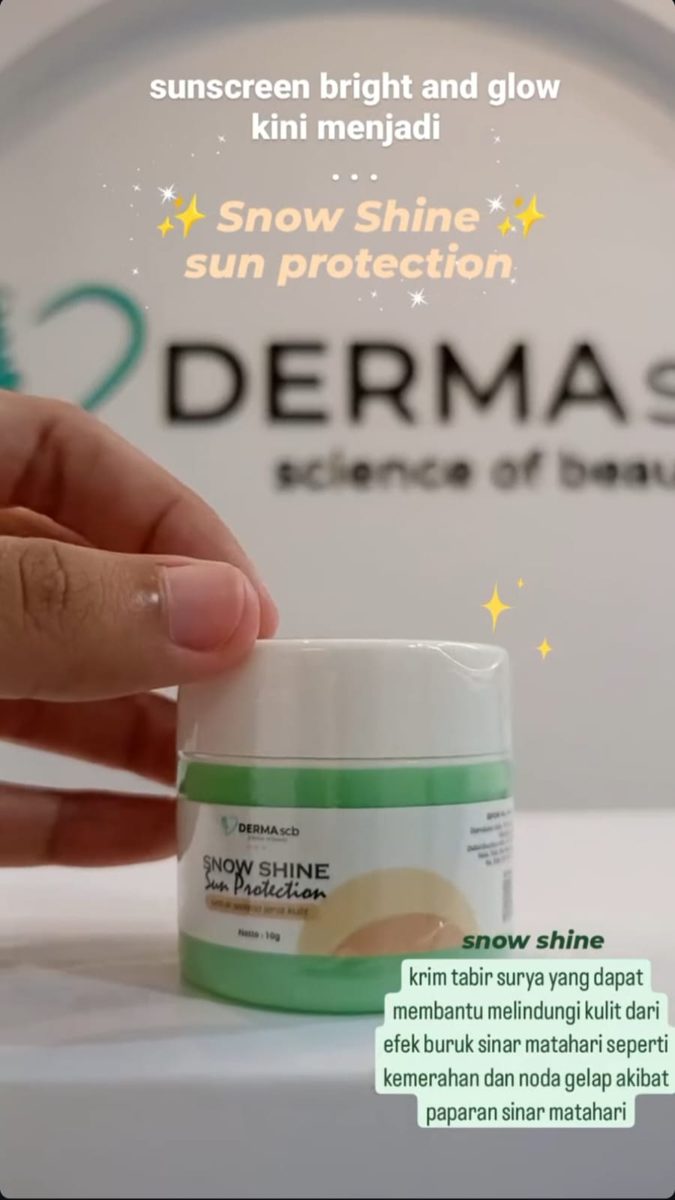 sunscreen bright and glow
kini menjadi
...
Snow Shine
sun protection
DERMAs
science of beau
DERMA scb
SNOW SHINE
Sun Protection
Netto : 10g
snow shine
krim tabir surya yang dapat
membantu melindungi kulit dari
efek buruk sinar matahari seperti
kemerahan dan noda gelap akibat
paparan sinar matahari